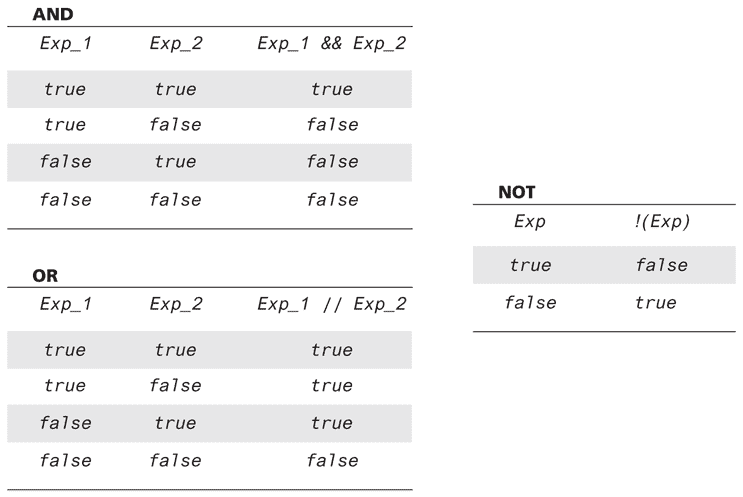 AND
Exp_1 Exp_2 Exp_1 && Exp_2
true true true
true false false
false true false
false false false
OR
Exp_1 Exp_2 Exp_1 // Exp_2
true true true
true false true
false true true
false false false
NOT
Exp !(Exp)
true false
false true